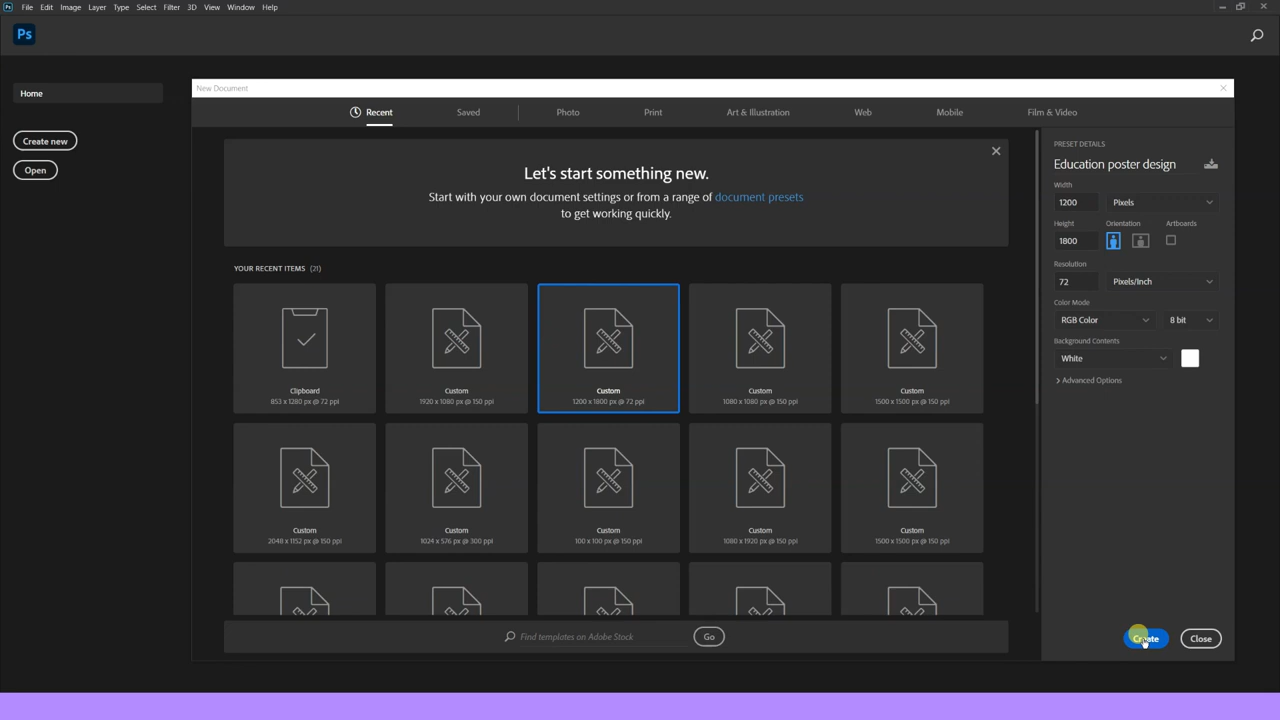 Ps File Edit Image Layer Type Select Filter 3D View Window Help
Ps
Home
Create new
Open
New Document
Recent Saved Photo Print Art & Illustration Web Mobile Film & Video
Let's start something new.
Start with your own document settings or from a range of document presets
to get working quickly.
YOUR RECENT ITEMS (21)
Clipboard
853 x 1280 px @ 72 ppi
Custom
1920 x 1080 px @ 150 ppi
Custom
1200 x 1800 px @ 72 ppi
Custom
1080 x 1080 px @ 150 ppi
Custom
1500 x 1500 px @ 150 ppi
Custom
2048 x 1152 px @ 150 ppi
Custom
1024 x 576 px @ 300 ppi
Custom
100 x 100 px @ 150 ppi
Custom
1080 x 1920 px @ 150 ppi
Custom
1500 x 1500 px @ 150 ppi
Find templates on Adobe Stock
Go
PRESET DETAILS
Education poster design
Width
1200 Pixels
Height Orientation Artboards
1800
Resolution
72 Pixels/Inch
Color Mode
RGB Color 8 bit
Background Contents
White
Advanced Options
Create Close